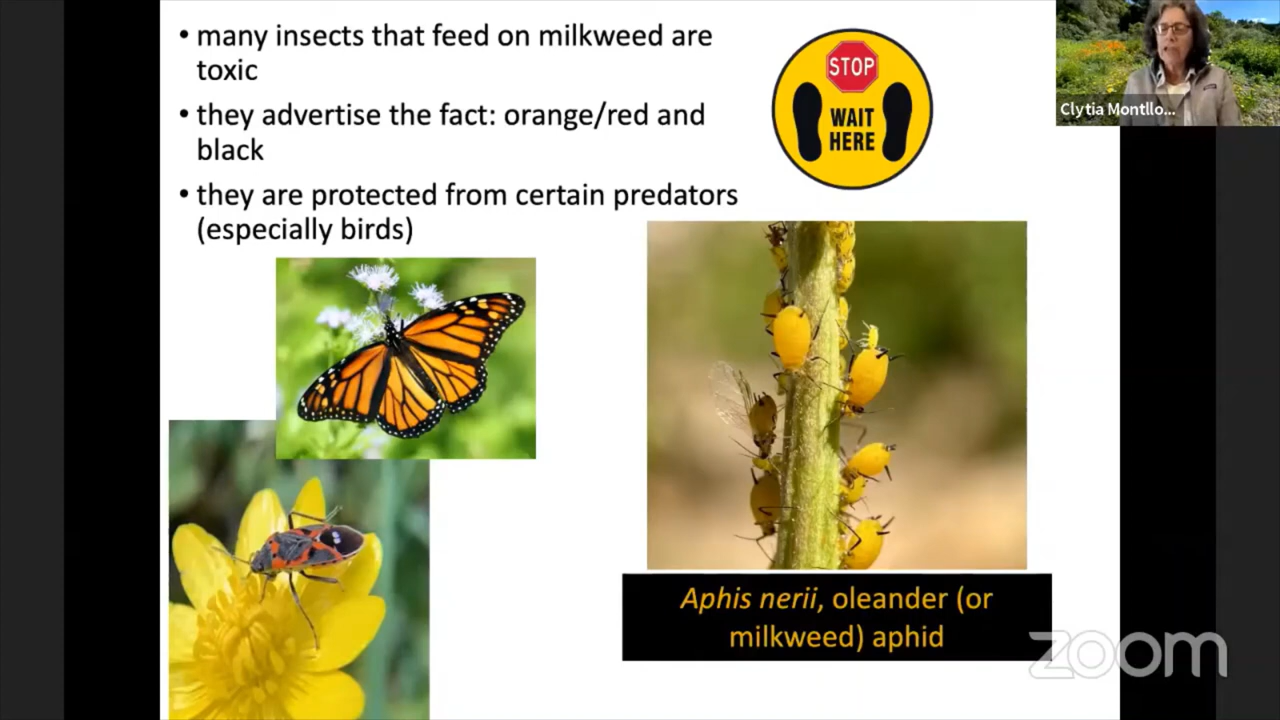 • many insects that feed on milkweed are
toxic
• they advertise the fact: orange/red and
black
• they are protected from certain predators
(especially birds)
STOP
WAIT
HERE
Clytia Montllo...
Aphis nerii, oleander (or
milkweed) aphid
zoom